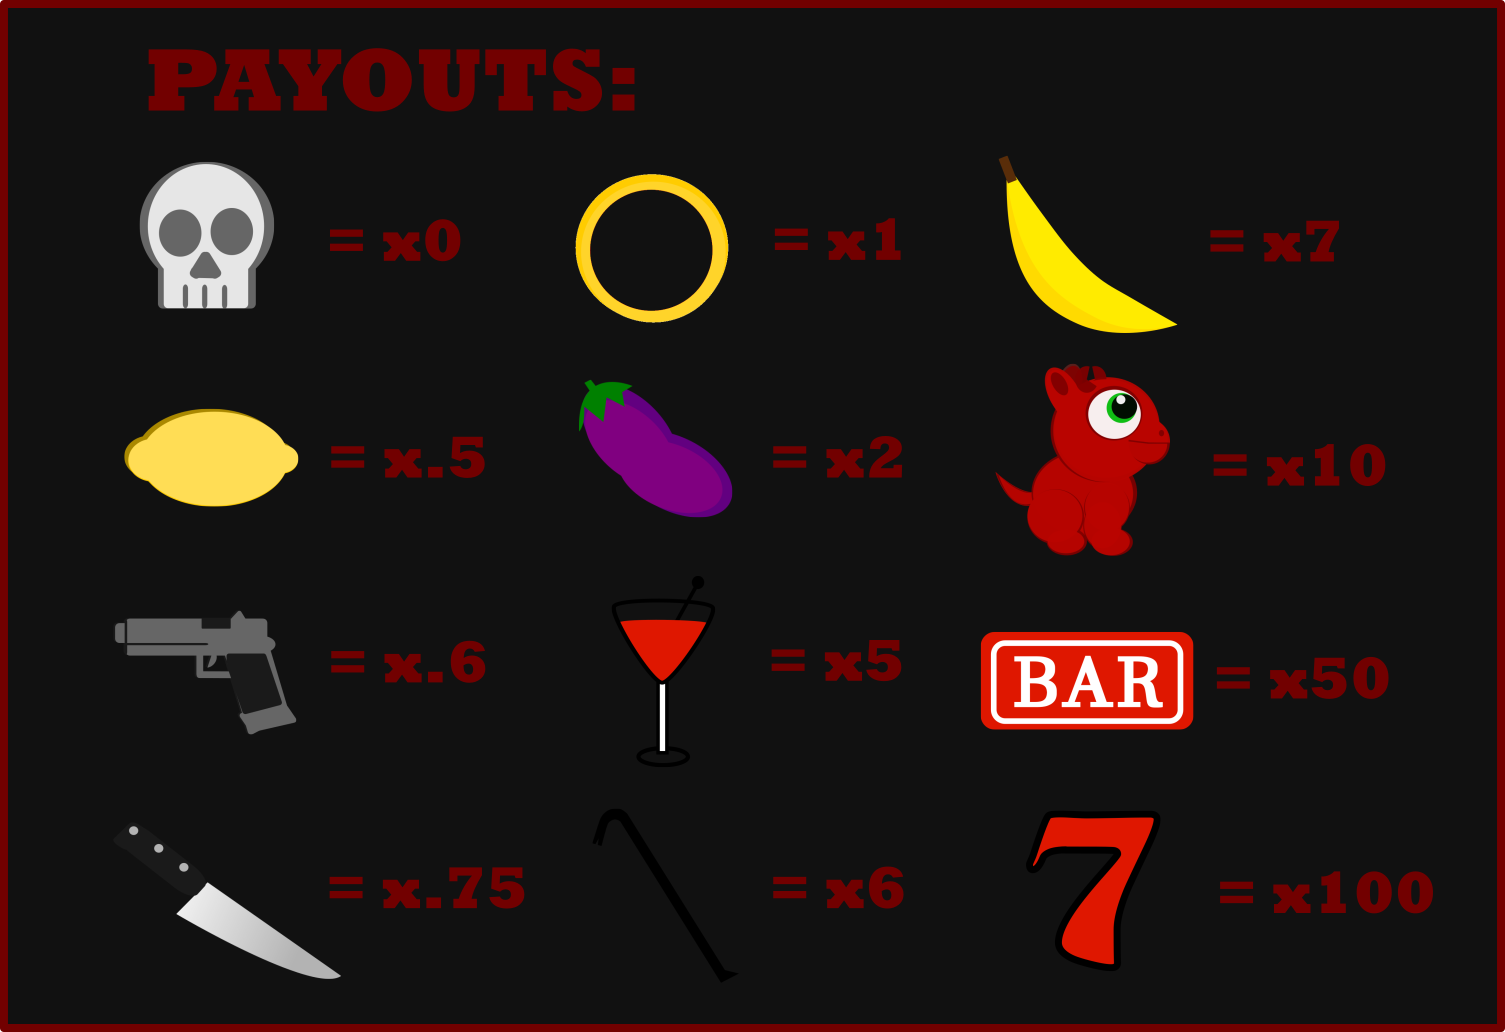 PAYOUTS:
= x0
= x1
= x7
= x.5
= x2
= x10
= x.6
= x5
BAR
= x50
= x.75
= x6
7
= x100